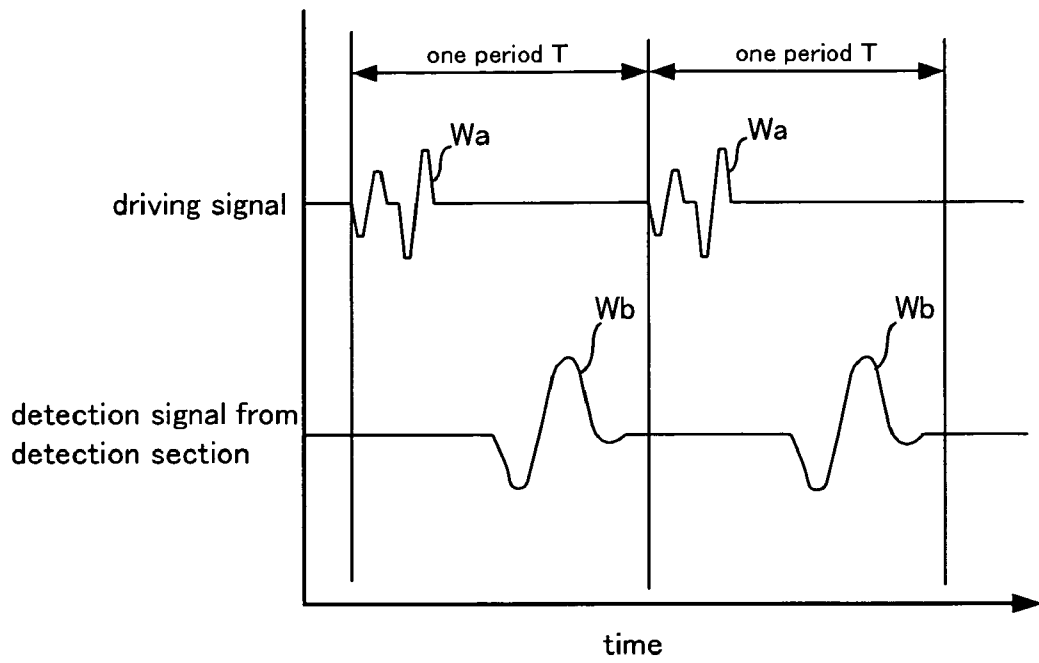 one period T
one period T
Wa
Wa
driving signal
Wb
Wb
detection signal from
detection section
time